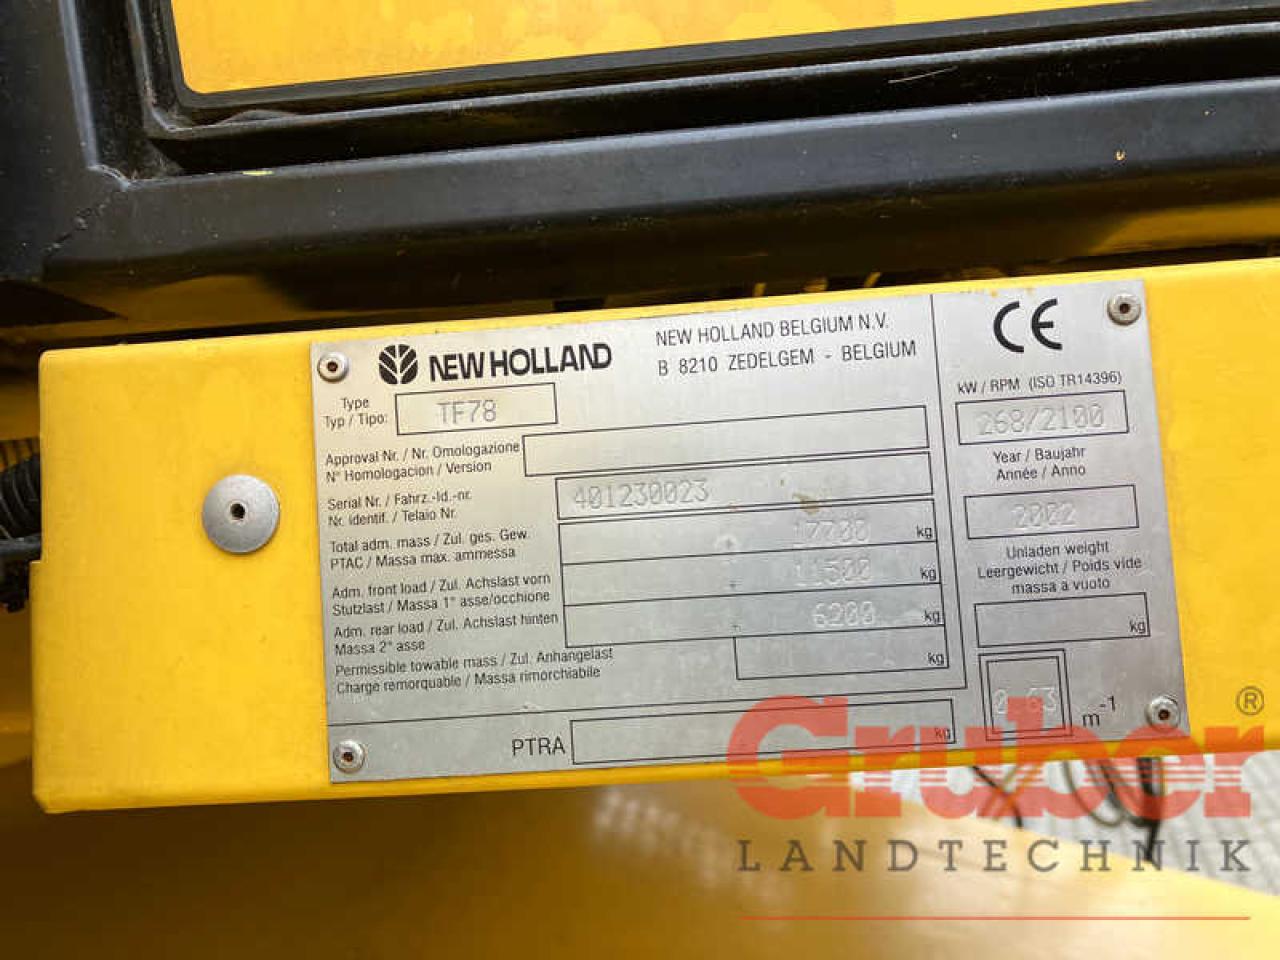 NEW HOLLAND
NEW HOLLAND BELGIUM N.V.
B 8210 ZEDELGEM - BELGIUM
Type
Typ / Tipo: TF78
Approval Nr. / Nr. Omologazione
N° Homologacion / Version
Serial Nr. / Fahrz.-Id.-nr.
Nr. identif. / Telaio Nr. 401230023
Total adm. mass / Zul. ges. Gew.
PTAC / Massa max. ammessa 17700 kg
Adm. front load / Zul. Achslast vorn
Stutzlast / Massa 1° asse/occhione 11500 kg
Adm. rear load / Zul. Achslast hinten
Massa 2° asse 6200 kg
Permissible towable mass / Zul. Anhangelast
Charge remorquable / Massa rimorchiabile kg
PTRA kg
CE
kW / RPM (ISO TR14396)
268/2100
Year / Baujahr
Année / Anno
2002
Unladen weight
Leergewicht / Poids vide
massa a vuoto
kg
0.63 m-1
Gruber®
LANDTECHNIK